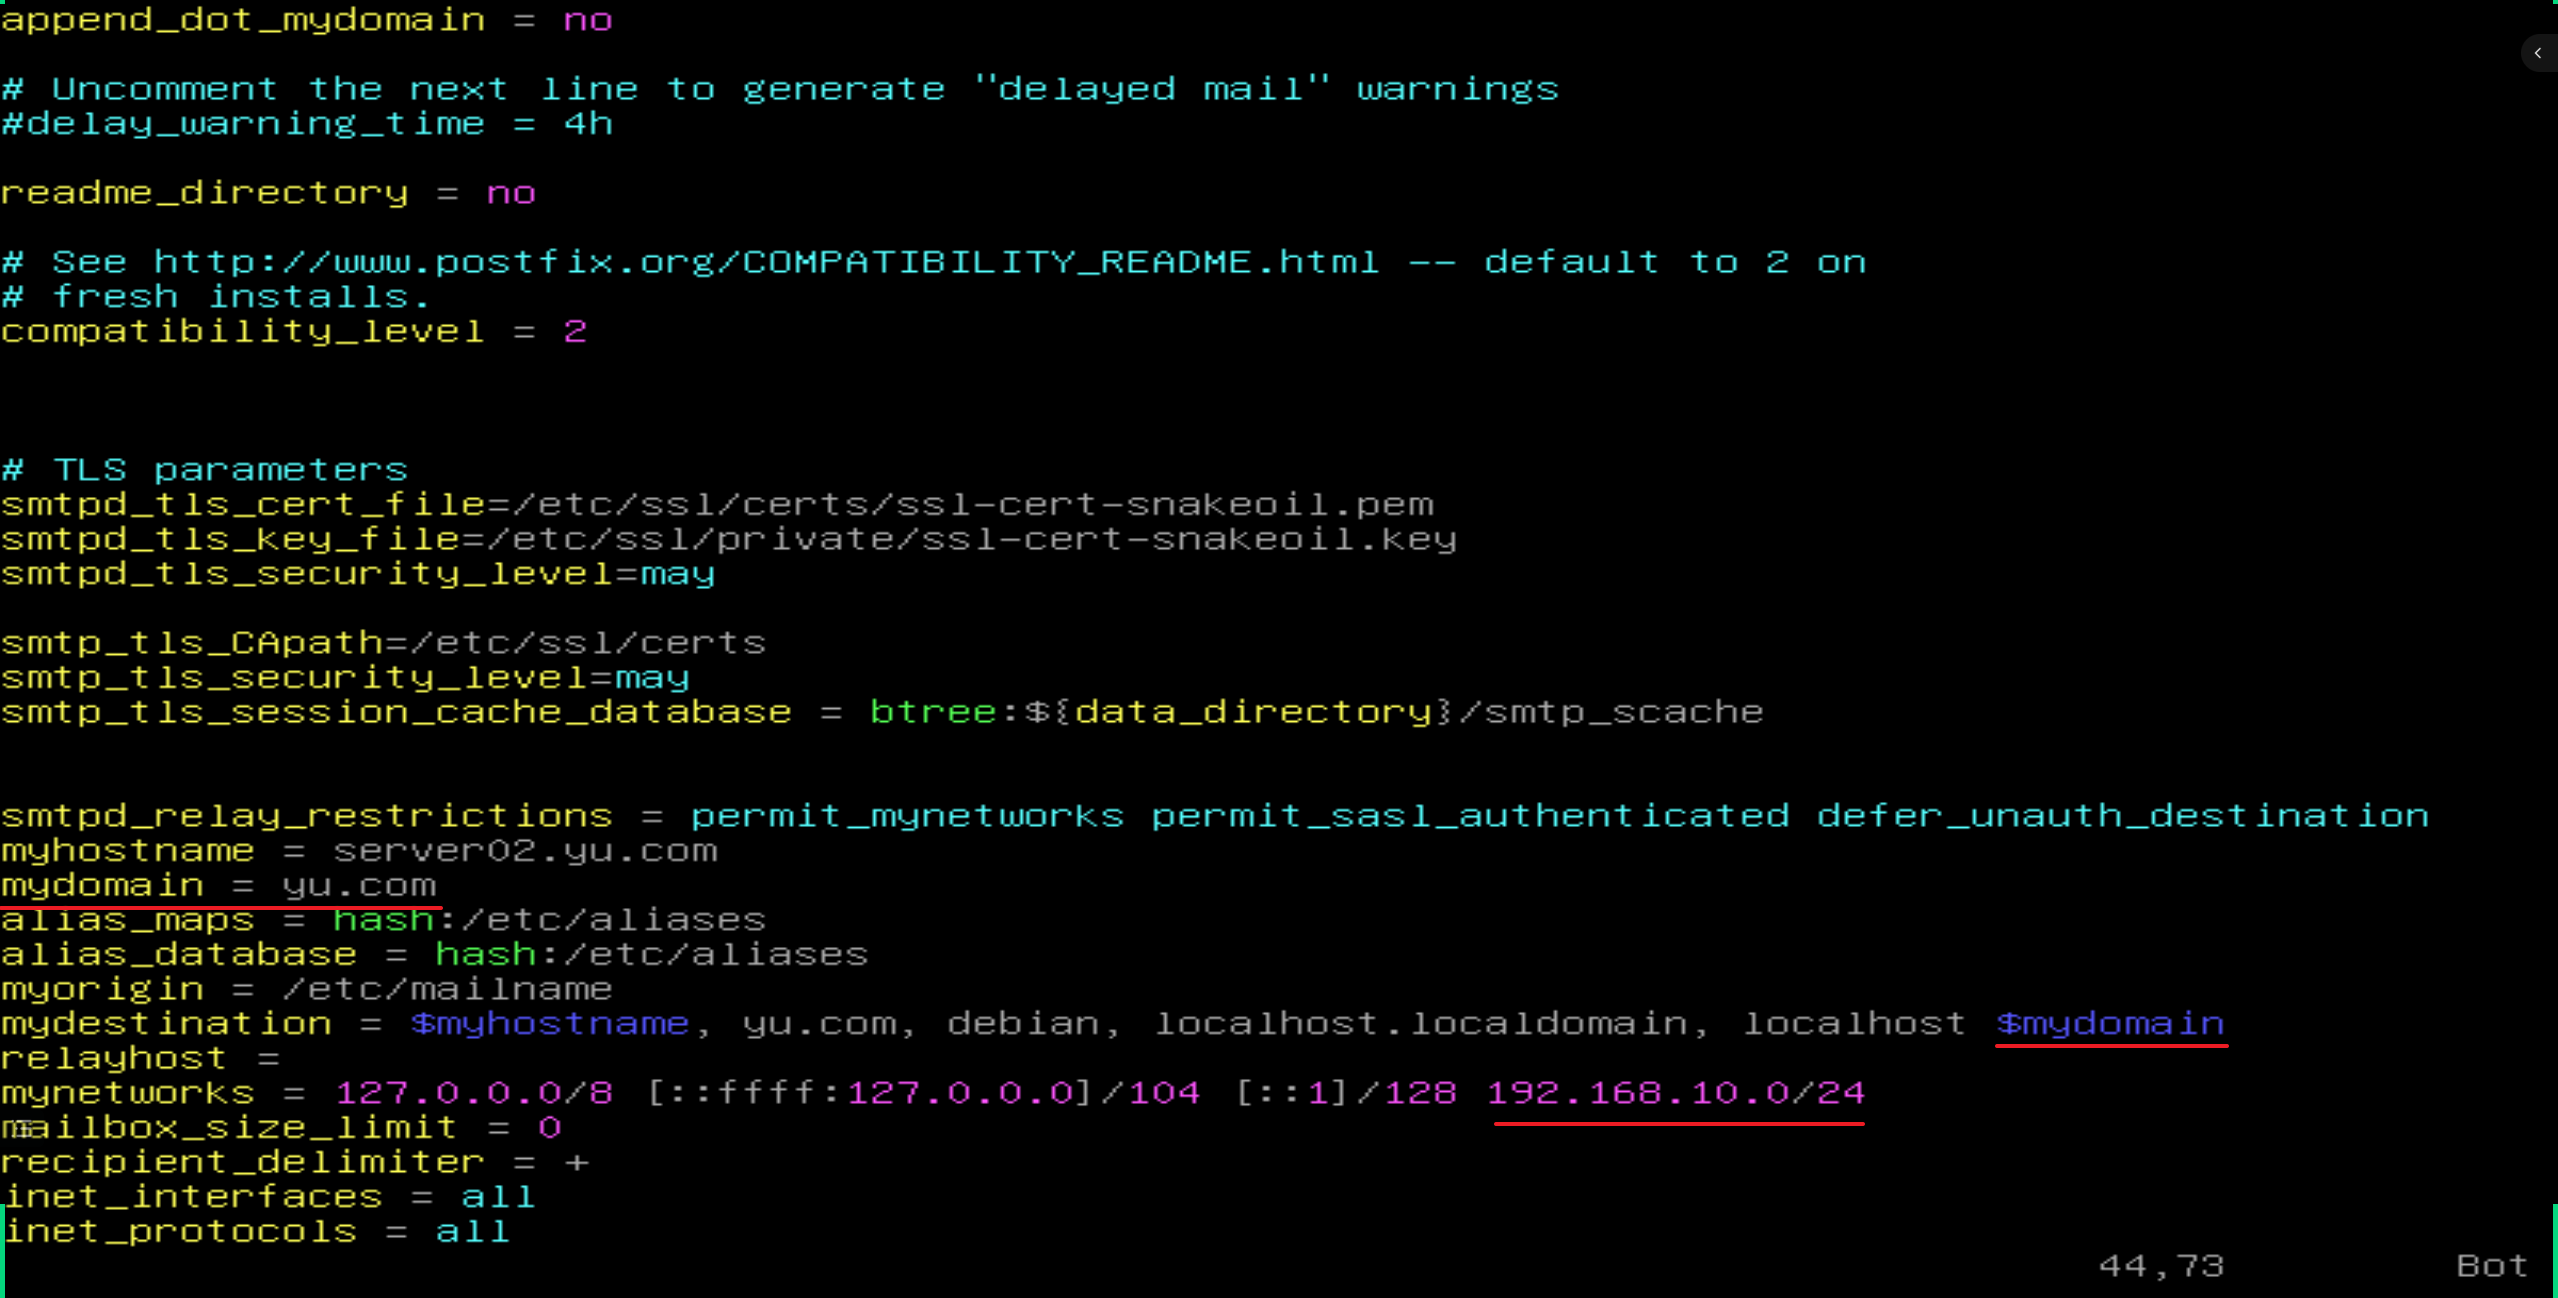 append_dot_mydomain = no
# Uncomment the next line to generate "delayed mail" warnings
#delay_warning_time = 4h
readme_directory = no
# See http://www.postfix.org/COMPATIBILITY_README.html -- default to 2 on
# fresh installs.
compatibility_level = 2
# TLS parameters
smtpd_tls_cert_file=/etc/ssl/certs/ssl-cert-snakeoil.pem
smtpd_tls_key_file=/etc/ssl/private/ssl-cert-snakeoil.key
smtpd_tls_security_level=may
smtp_tls_CApath=/etc/ssl/certs
smtp_tls_security_level=may
smtp_tls_session_cache_database = btree:${data_directory}/smtp_scache
smtpd_relay_restrictions = permit_mynetworks permit_sasl_authenticated defer_unauth_destination
myhostname = server02.yu.com
mydomain = yu.com
alias_maps = hash:/etc/aliases
alias_database = hash:/etc/aliases
myorigin = /etc/mailname
mydestination = $myhostname, yu.com, debian, localhost.localdomain, localhost $mydomain
relayhost =
mynetworks = 127.0.0.0/8 [::ffff:127.0.0.0]/104 [::1]/128 192.168.10.0/24
mailbox_size_limit = 0
recipient_delimiter = +
inet_interfaces = all
inet_protocols = all
44,73 Bot